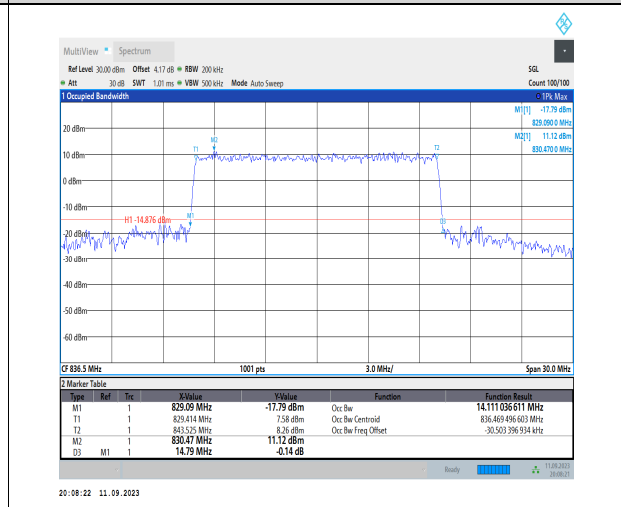 MultiView Spectrum
Ref Level 30.00 dBm Offset 4.17 dB RBW 200 kHz SGL
Att 30 dB SWT 1.01 ms VBW 500 kHz Mode Auto Sweep Count 100/100
1 Occupied Bandwidth 1Pk Max
M1[1] -17.79 dBm
829.0900 MHz
M2[1] 11.12 dBm
830.4700 MHz
20 dBm
M2
T1
T2
10 dBm
0 dBm
-10 dBm
H1 -14.876 dBm
M1
D3
-20 dBm
-30 dBm
-40 dBm
-50 dBm
-60 dBm
CF 836.5 MHz 1001 pts 3.0 MHz/ Span 30.0 MHz
2 Marker Table
Type Ref Trc X-Value Y-Value Function Function Result
M1 1 829.09 MHz -17.79 dBm Occ Bw 14.111 036 611 MHz
T1 1 829.414 MHz 7.58 dBm Occ Bw Centroid 836.469 496 603 MHz
T2 1 843.525 MHz 8.26 dBm Occ Bw Freq Offset -30.503 396 934 kHz
M2 1 830.47 MHz 11.12 dBm
D3 M1 1 14.79 MHz -0.14 dB
Ready 11.09.2023
20:08:21
20:08:22 11.09.2023